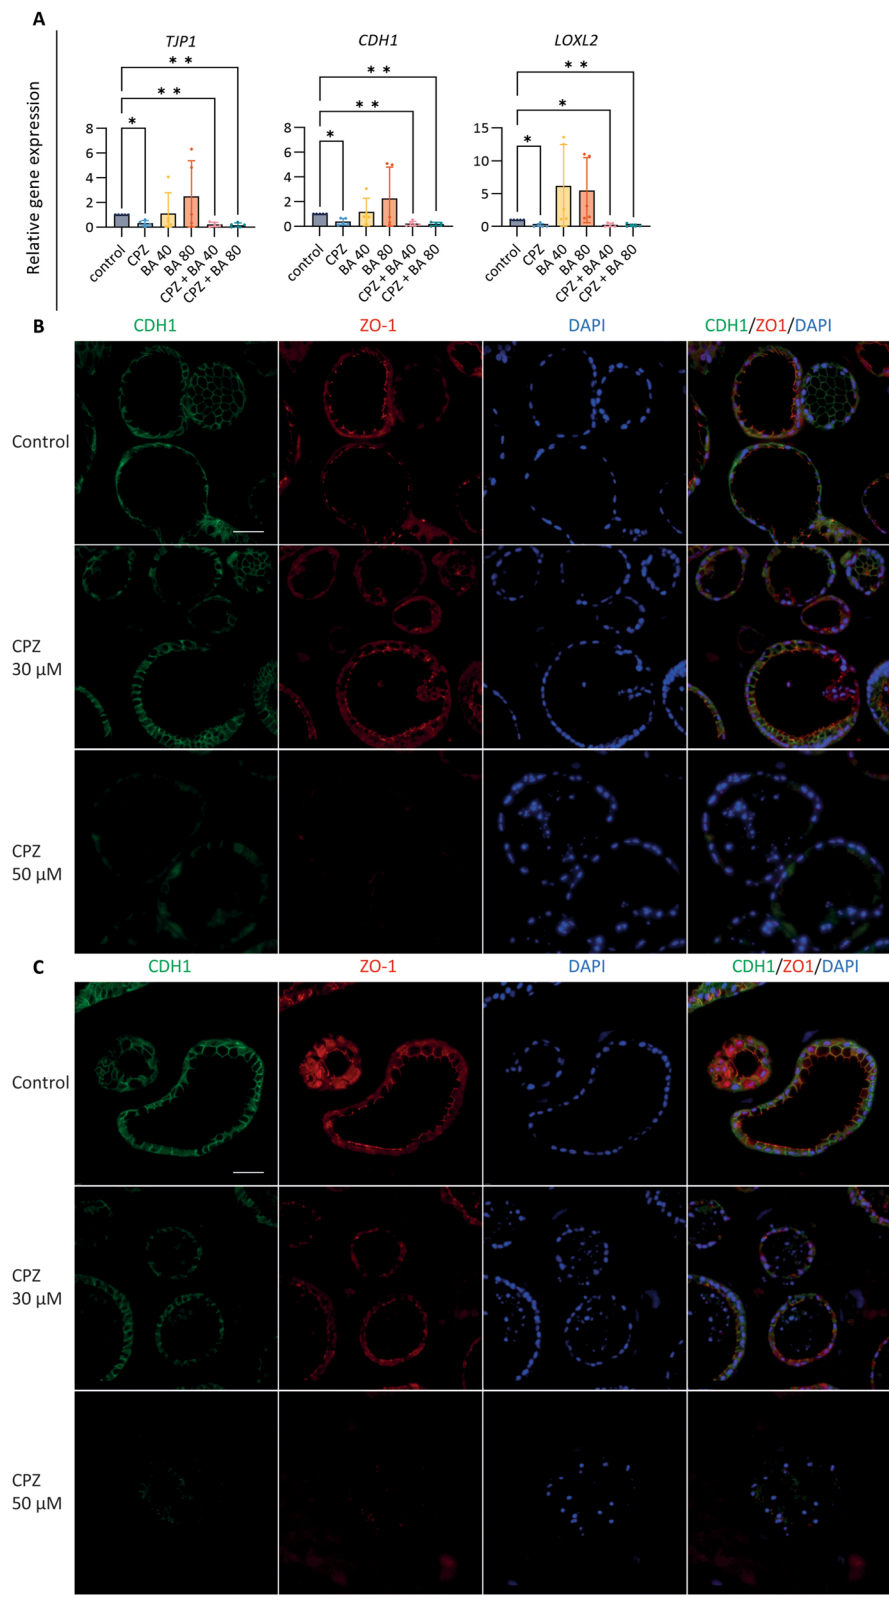 A
TJP1 CDH1 LOXL2
Relative gene expression
* * * * * *
* * * * *
* * *
8 8 15
6 6 10
4 4 5
2 2
0 0 0
control CPZ BA 40 BA 80 CPZ + BA 40 CPZ + BA 80
control CPZ BA 40 BA 80 CPZ + BA 40 CPZ + BA 80
control CPZ BA 40 BA 80 CPZ + BA 40 CPZ + BA 80
B CDH1 ZO-1 DAPI CDH1/ZO1/DAPI
Control
CPZ
30 µM
CPZ
50 µM
C CDH1 ZO-1 DAPI CDH1/ZO1/DAPI
Control
CPZ
30 µM
CPZ
50 µM